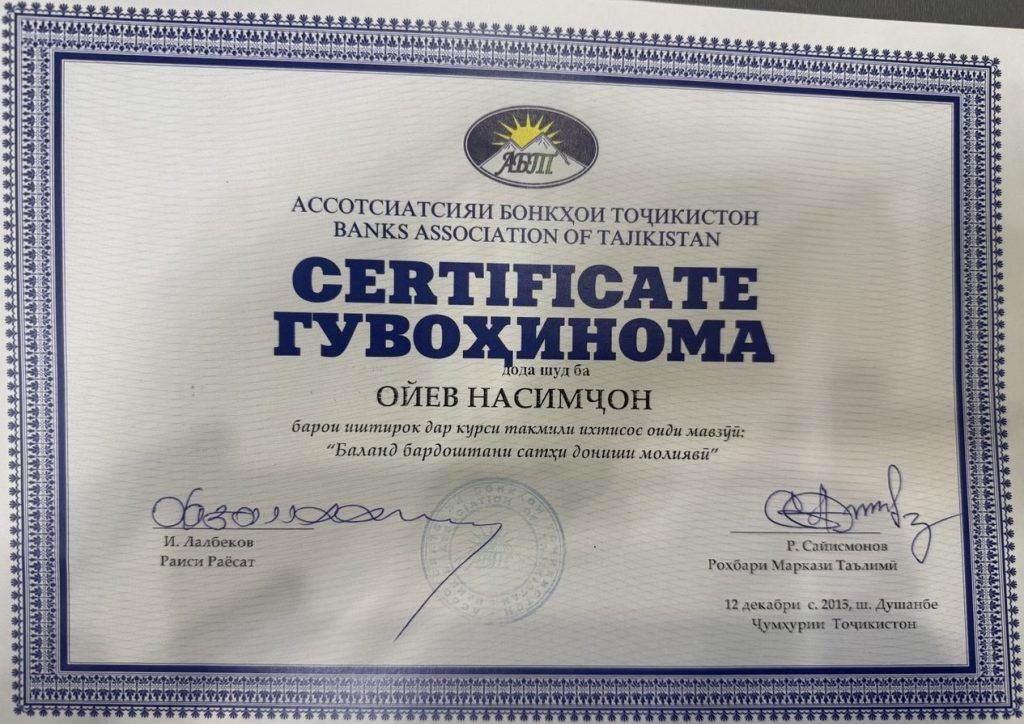 АБТ
АССОТСИАТСИЯИ БОНКҲОИ ТОҶИКИСТОН
BANKS ASSOCIATION OF TAJIKISTAN
CERTIFICATE
ГУВОҲИНОМА
дода шуд ба
ОЙЕВ НАСИМҶОН
барои иштирок дар курси такмили ихтисос оиди мавзӯи:
“Баланд бардоштани сатҳи дониши молиявӣ”
И. Лалбеков
Раиси Раёсат
Р. Сайисмонов
Роҳбари Маркази Таълимӣ
12 декабри с. 2015, ш. Душанбе
Ҷумҳурии Тоҷикистон